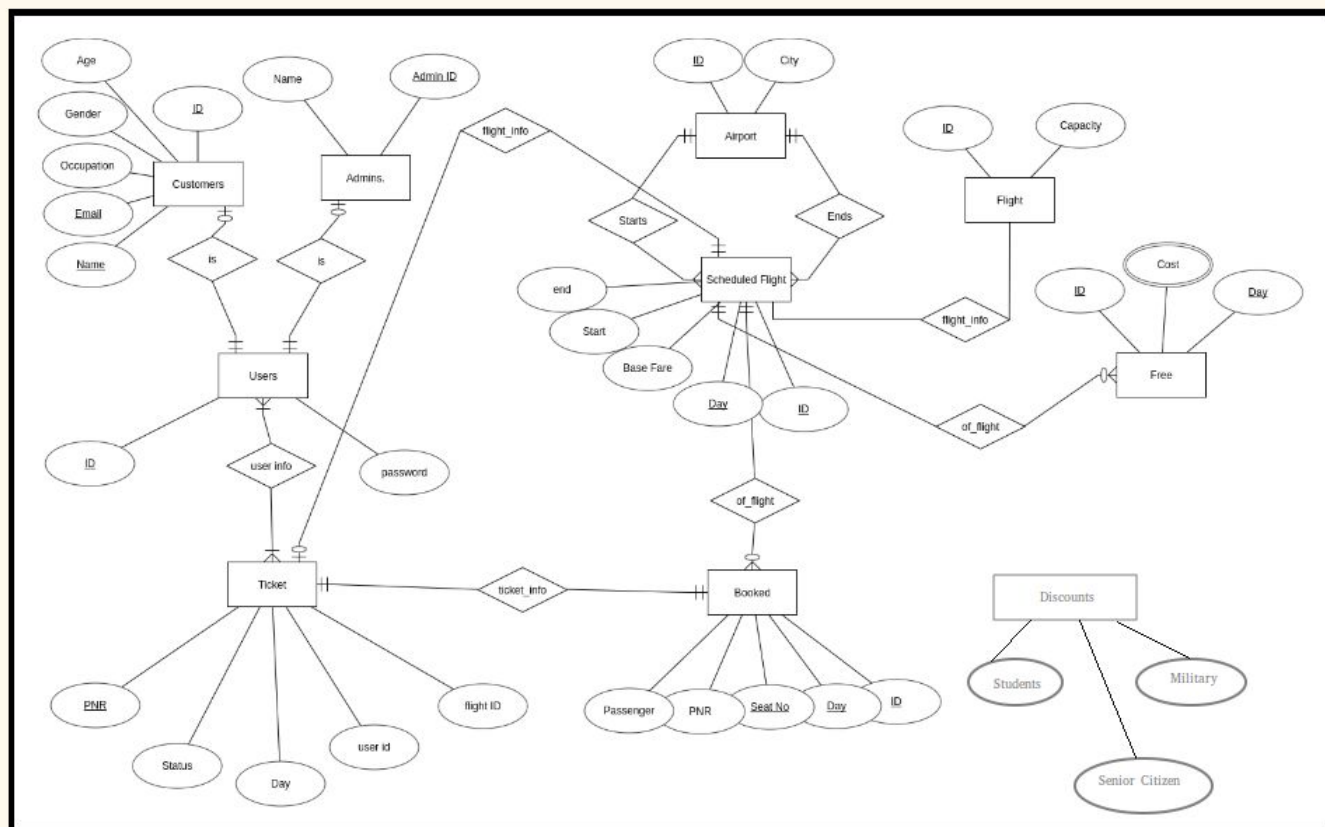 Age
Gender
ID
Occupation
Customers
Email
Name
Name
Admin ID
Admins.
is
is
Users
ID
password
user info
flight_info
ID
City
Airport
Starts
Ends
ID
Capacity
Flight
Scheduled Flight
end
Start
Base Fare
Day
ID
flight_info
ID
Cost
Day
Free
of_flight
of_flight
Ticket
ticket_info
Booked
PNR
Status
Day
user id
flight ID
Passenger
PNR
Seat No
Day
ID
Discounts
Students
Military
Senior Citizen